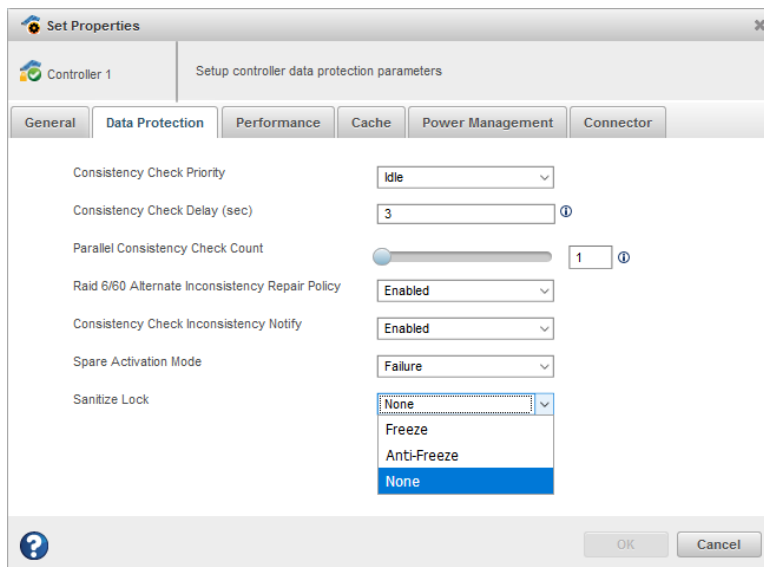 Set Properties
Controller 1
Setup controller data protection parameters
General Data Protection Performance Cache Power Management Connector
Consistency Check Priority Idle
Consistency Check Delay (sec) 3
Parallel Consistency Check Count 1
Raid 6/60 Alternate Inconsistency Repair Policy Enabled
Consistency Check Inconsistency Notify Enabled
Spare Activation Mode Failure
Sanitize Lock None
Freeze
Anti-Freeze
None
OK Cancel